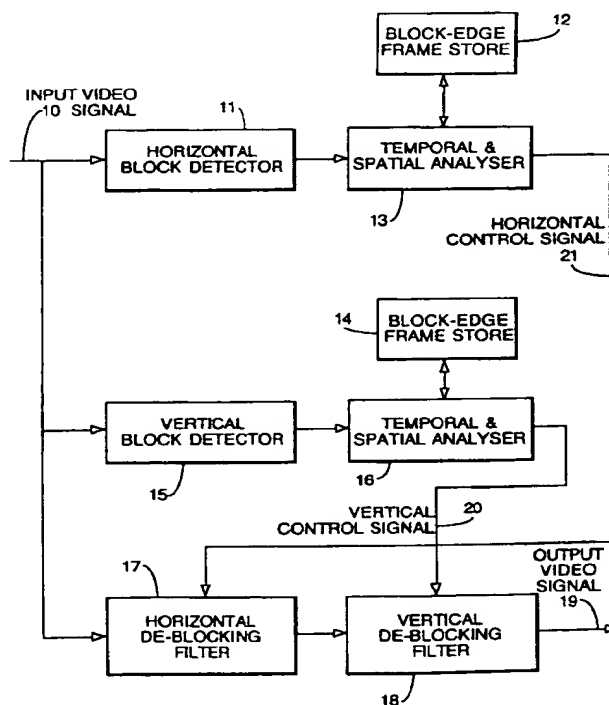 12
BLOCK-EDGE
FRAME STORE
INPUT VIDEO
10 SIGNAL
11
HORIZONTAL
BLOCK DETECTOR
TEMPORAL &
SPATIAL ANALYSER
13
HORIZONTAL
CONTROL SIGNAL
21
14
BLOCK-EDGE
FRAME STORE
VERTICAL
BLOCK DETECTOR
15
TEMPORAL &
SPATIAL ANALYSER
16
VERTICAL
CONTROL SIGNAL
20
17
HORIZONTAL
DE-BLOCKING
FILTER
VERTICAL
DE-BLOCKING
FILTER
18
OUTPUT
VIDEO
SIGNAL
19